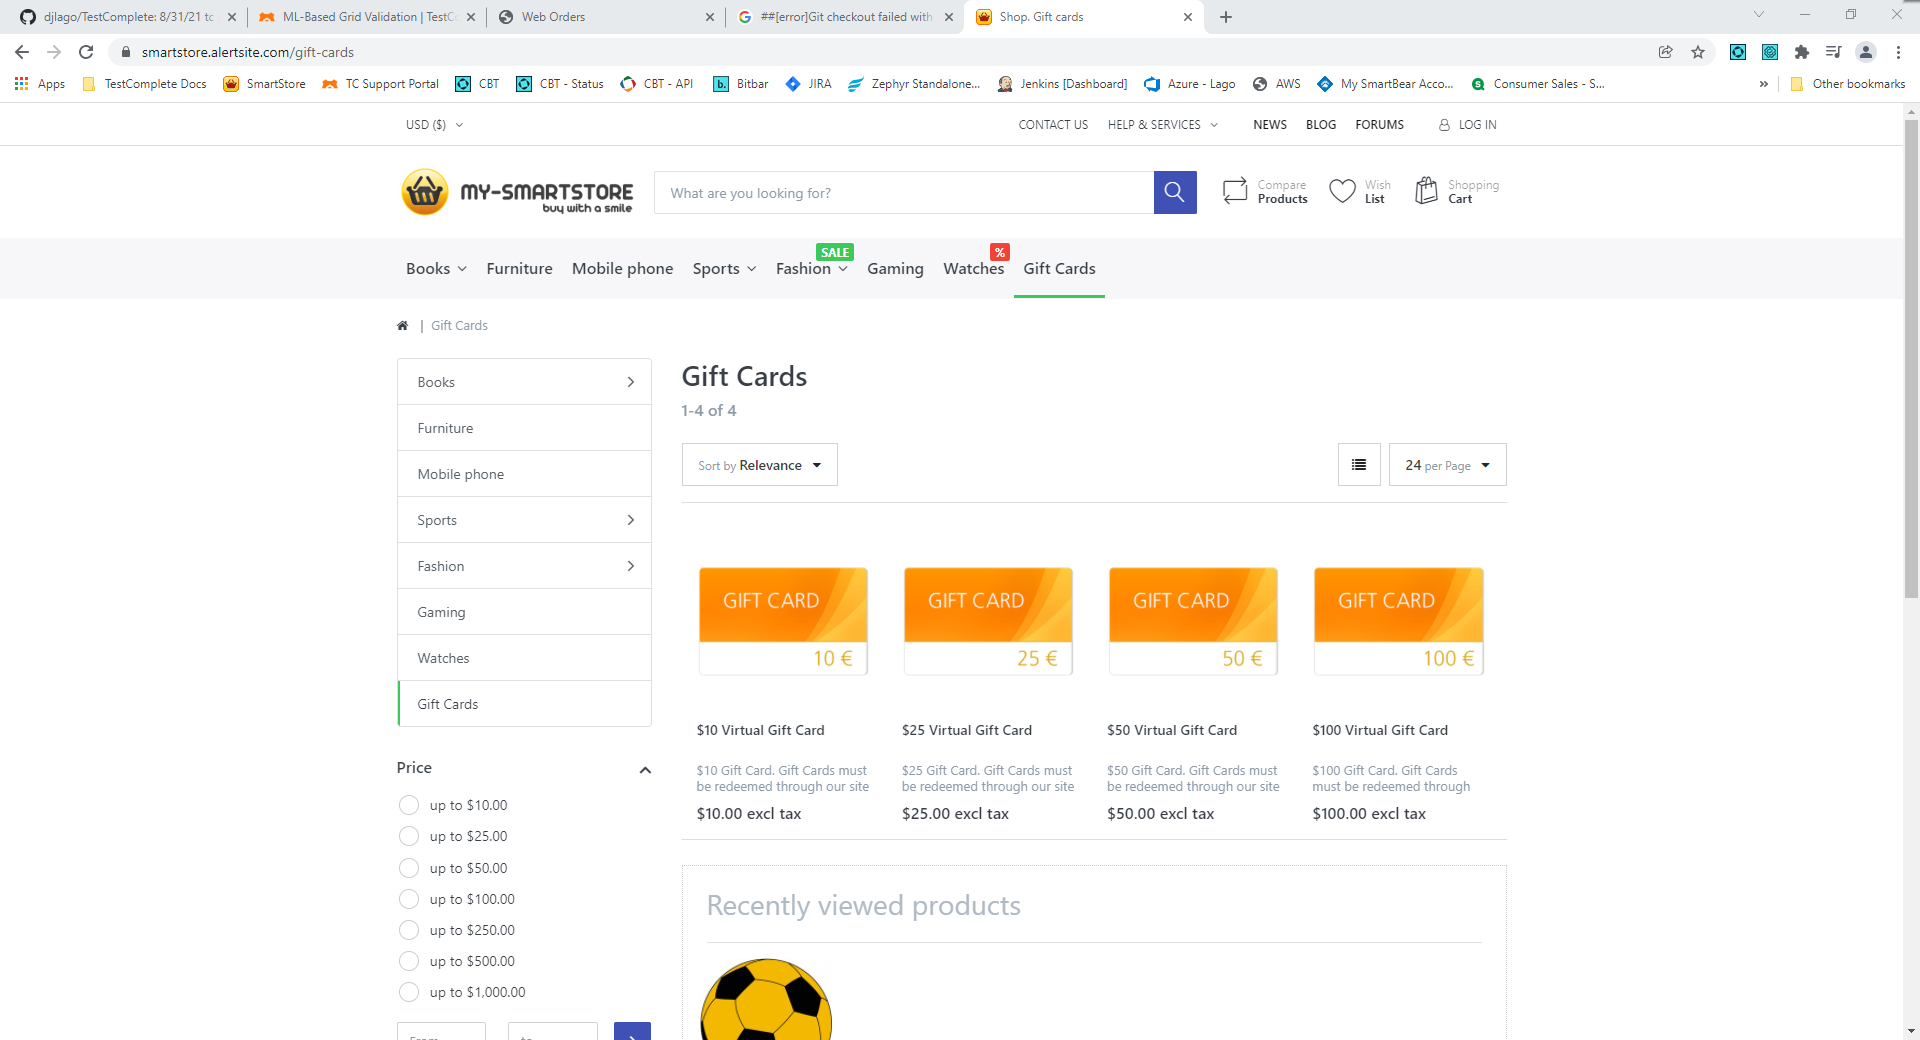 djlago/TestComplete: 8/31/21 to
ML-Based Grid Validation | TestC
Web Orders
##[error]Git checkout failed with
Shop. Gift cards
smartstore.alertsite.com/gift-cards
Apps
TestComplete Docs
SmartStore
TC Support Portal
CBT
CBT - Status
CBT - API
b. Bitbar
JIRA
Zephyr Standalone...
Jenkins [Dashboard]
Azure - Lago
AWS
My SmartBear Acco...
Consumer Sales - S...
»
Other bookmarks
USD ($)
CONTACT US
HELP & SERVICES
NEWS
BLOG
FORUMS
LOG IN
MY-SMARTSTORE
buy with a smile
What are you looking for?
Compare
Products
Wish
List
Shopping
Cart
SALE
%
Books
Furniture
Mobile phone
Sports
Fashion
Gaming
Watches
Gift Cards
| Gift Cards
Books
Furniture
Mobile phone
Sports
Fashion
Gaming
Watches
Gift Cards
Price
up to $10.00
up to $25.00
up to $50.00
up to $100.00
up to $250.00
up to $500.00
up to $1,000.00
Gift Cards
1-4 of 4
Sort by Relevance
24 per Page
GIFT CARD
10 €
GIFT CARD
25 €
GIFT CARD
50 €
GIFT CARD
100 €
$10 Virtual Gift Card
$10 Gift Card. Gift Cards must
be redeemed through our site
$10.00 excl tax
$25 Virtual Gift Card
$25 Gift Card. Gift Cards must
be redeemed through our site
$25.00 excl tax
$50 Virtual Gift Card
$50 Gift Card. Gift Cards must
be redeemed through our site
$50.00 excl tax
$100 Virtual Gift Card
$100 Gift Card. Gift Cards
must be redeemed through
$100.00 excl tax
Recently viewed products